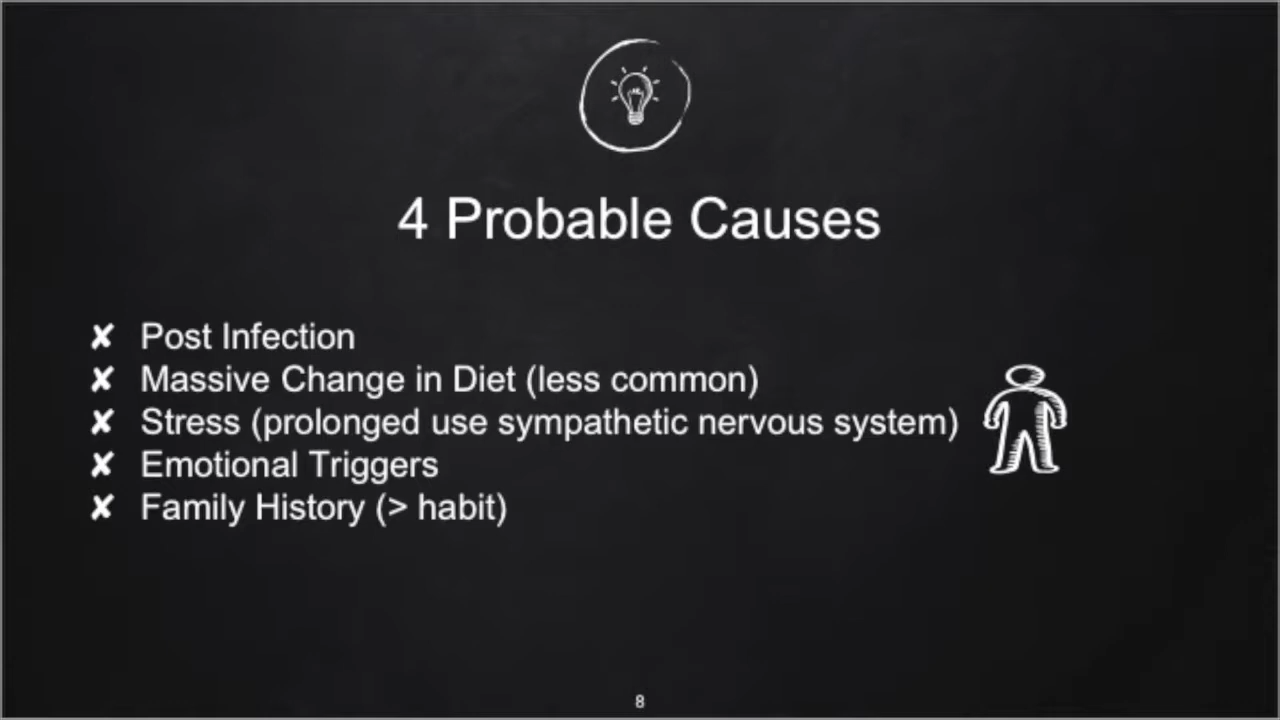 4 Probable Causes
✘ Post Infection
✘ Massive Change in Diet (less common)
✘ Stress (prolonged use sympathetic nervous system)
✘ Emotional Triggers
✘ Family History (> habit)
8